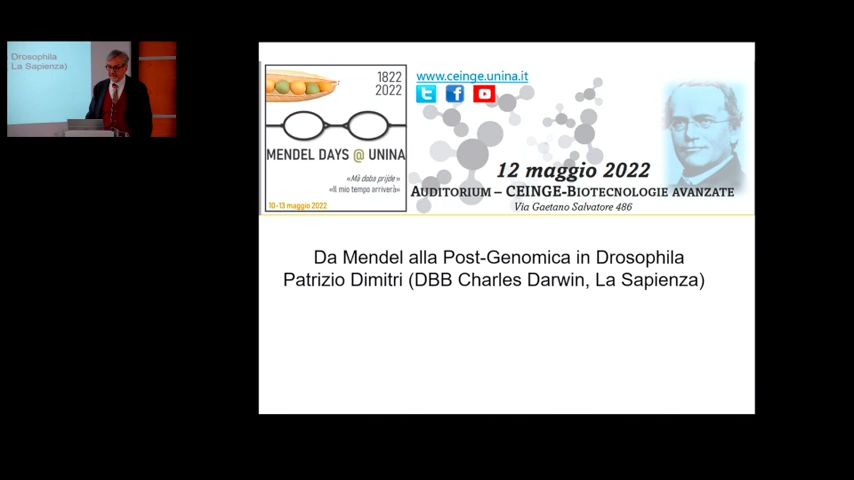 Drosophila
La Sapienza)
1822
2022
MENDEL DAYS @ UNINA
«Mà doba prijde»
«Il mio tempo arriverà»
10-13 maggio 2022
www.ceinge.unina.it
12 maggio 2022
AUDITORIUM – CEINGE-BIOTECNOLOGIE AVANZATE
Via Gaetano Salvatore 486
Da Mendel alla Post-Genomica in Drosophila
Patrizio Dimitri (DBB Charles Darwin, La Sapienza)